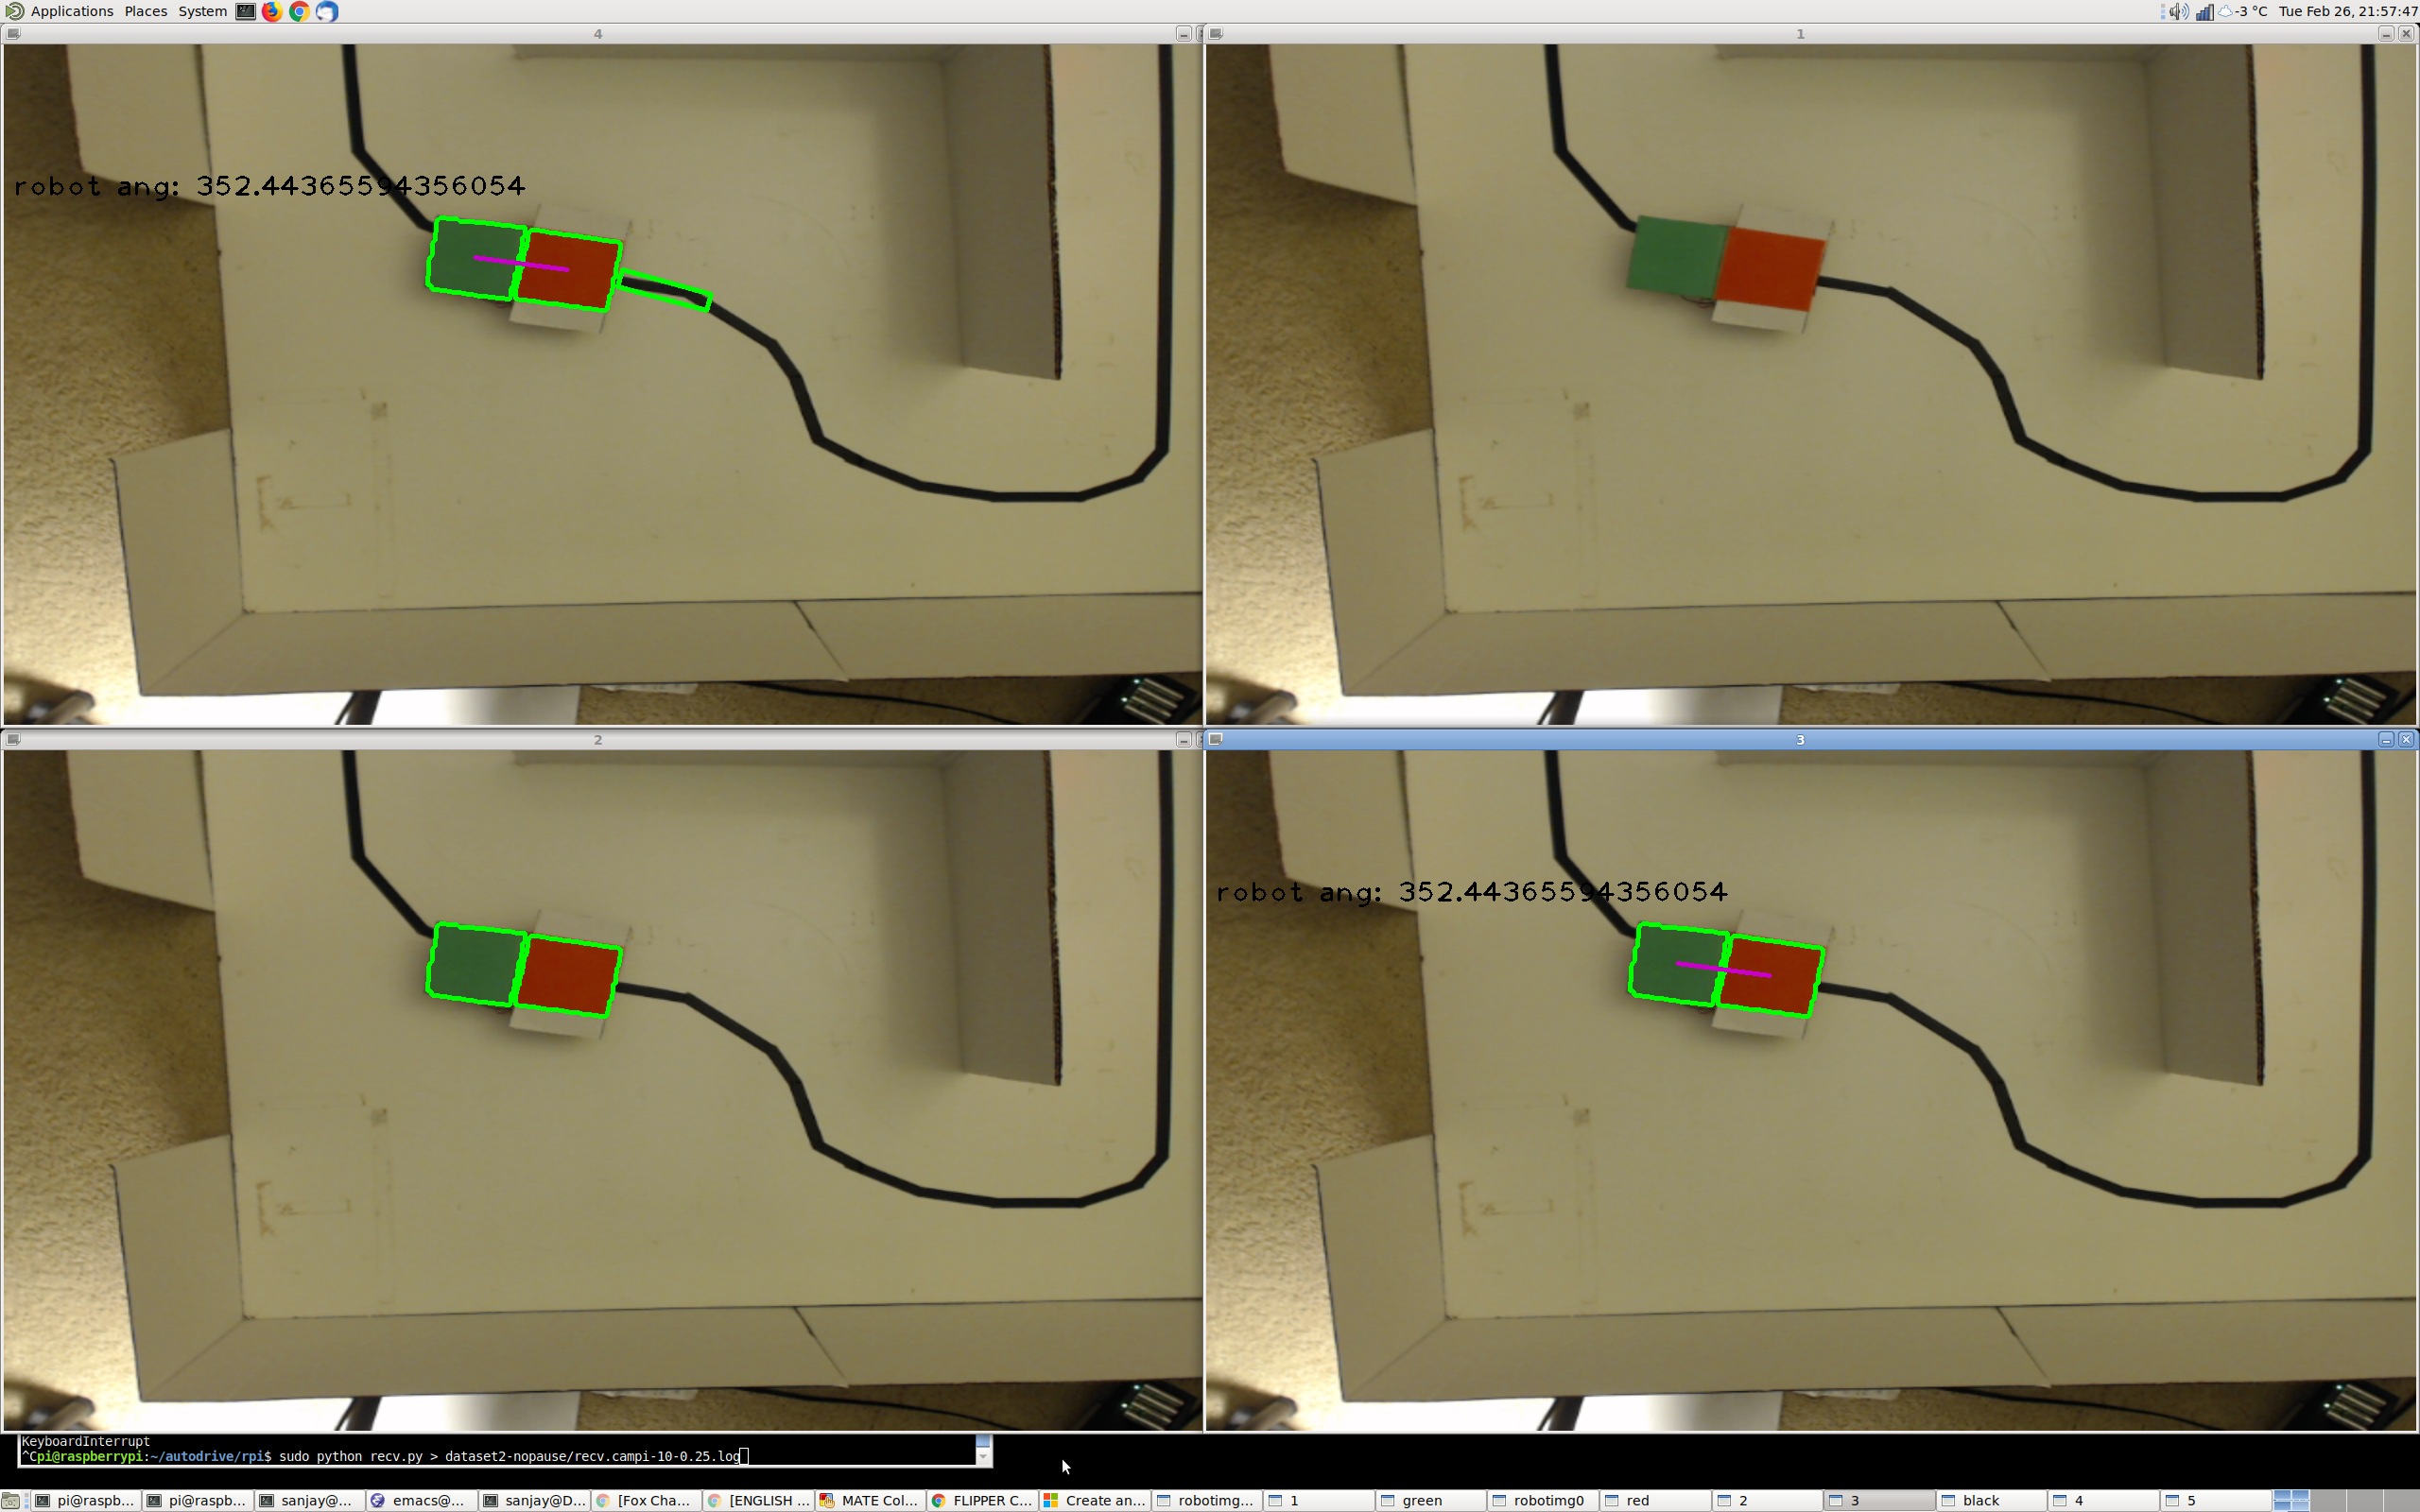 Applications Places System -3 °C Tue Feb 26, 21:57:47
4
1
robot ang: 352.44365594356054
2
3
robot ang: 352.44365594356054
KeyboardInterrupt
^Cpi@raspberrypi:~/autodrive/rpi$ sudo python recv.py > dataset2-nopause/recv.campi-10-0.25.log
pi@raspb... pi@raspb... sanjay@... emacs@... sanjay@D... [Fox Cha... [ENGLISH ... MATE Col... FLIPPER C... Create an... robotimg... 1 green robotimg0 red 2 3 black 4 5